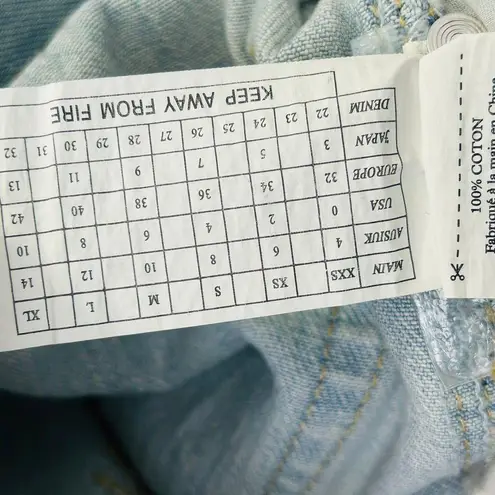 MAIN XXS XS S M L XL
AUSIUK 4 6 8 10 12 14
USA 0 2 4 6 8 10
EUROPE 32 34 36 38 40 42
JAPAN 3 5 7 9 11 13
DENIM 22 23 24 25 26 27 28 29 30 31 32
KEEP AWAY FROM FIRE
100% COTON
Fabriqué à la main en Chine